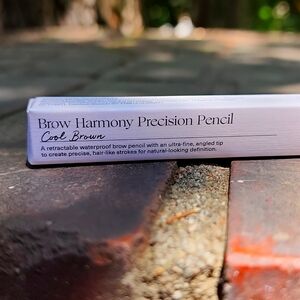 Brow Harmony Precision Pencil
Cool Brown
A retractable waterproof brow pencil with an ultra-fine, angled tip
to create precise, hair-like strokes for natural-looking definition.